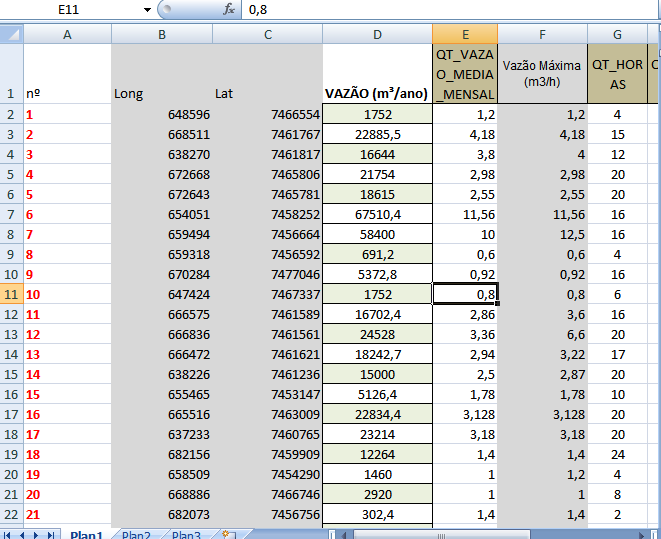 E11 fx 0,8
A B C D E F G
1 nº Long Lat VAZÃO (m³/ano) QT_VAZAO_MEDIA_MENSAL Vazão Máxima (m3/h) QT_HORAS C
2 1 648596 7466554 1752 1,2 1,2 4
3 2 668511 7461767 22885,5 4,18 4,18 15
4 3 638270 7461817 16644 3,8 4 12
5 4 672668 7465806 21754 2,98 2,98 20
6 5 672643 7465781 18615 2,55 2,55 20
7 6 654051 7458252 67510,4 11,56 11,56 16
8 7 659494 7456664 58400 10 12,5 16
9 8 659318 7456592 691,2 0,6 0,6 4
10 9 670284 7477046 5372,8 0,92 0,92 16
11 10 647424 7467337 1752 0,8 0,8 6
12 11 666575 7461589 16702,4 2,86 3,6 16
13 12 666836 7461561 24528 3,36 6,6 20
14 13 666472 7461621 18242,7 2,94 3,22 17
15 14 638226 7461236 15000 2,5 2,87 20
16 15 655465 7453147 5126,4 1,78 1,78 10
17 16 665516 7463009 22834,4 3,128 3,128 20
18 17 637233 7460765 23214 3,18 3,18 20
19 18 682156 7459909 12264 1,4 1,4 24
20 19 658509 7454290 1460 1 1,2 4
21 20 668886 7466746 2920 1 1 8
22 21 682073 7456756 302,4 1,4 1,4 2
Plan1 Plan2 Plan3